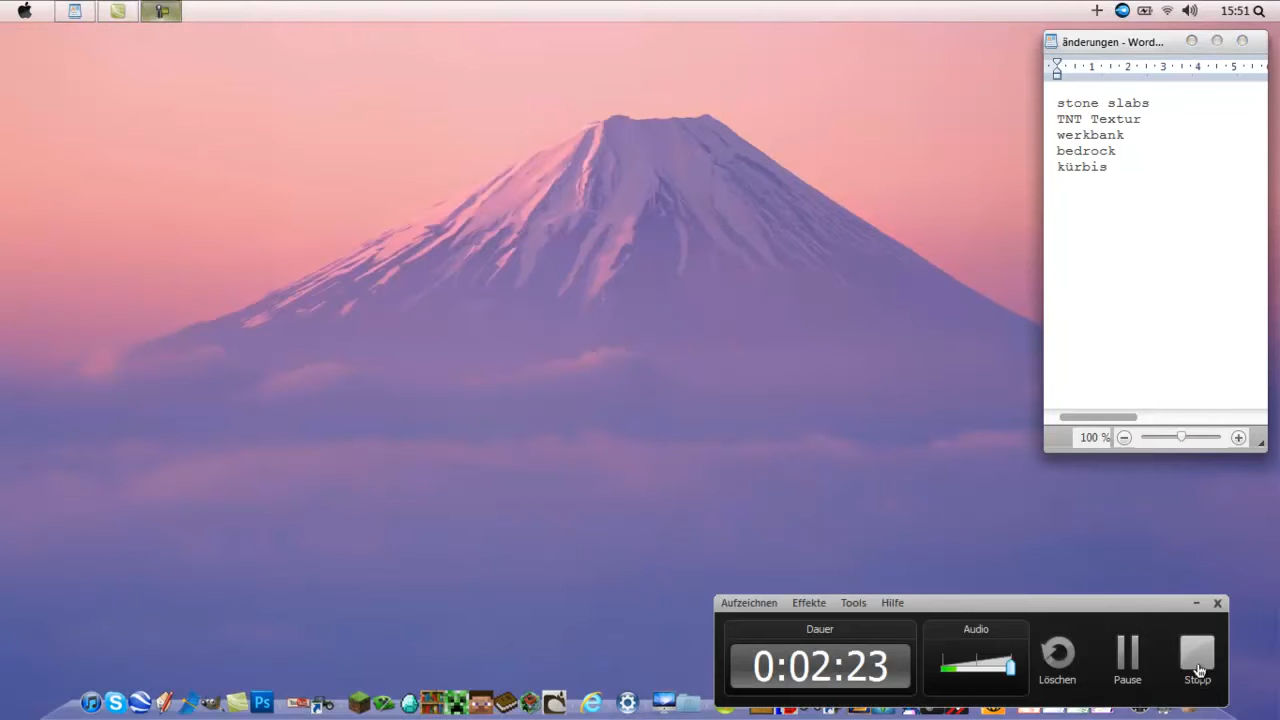 15:51
änderungen - Word...
1 2 3 4 5
stone slabs
TNT Textur
werkbank
bedrock
kürbis
100 %
Aufzeichnen Effekte Tools Hilfe
Dauer
Audio
0:02:23
Löschen
Pause
Stopp
Ps